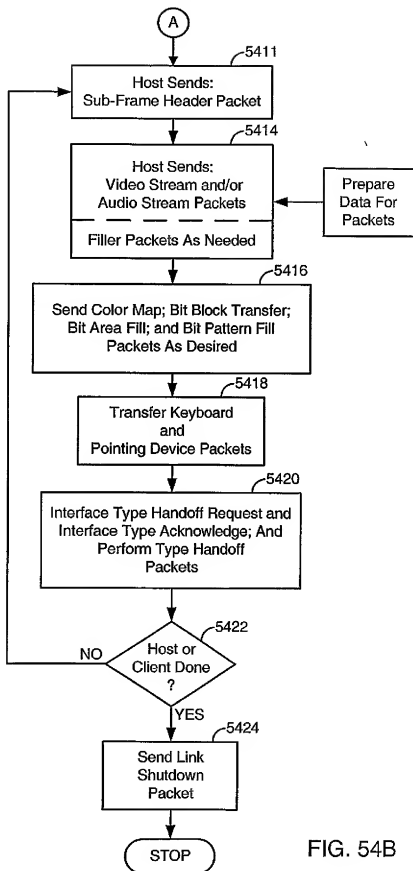 A
5411
Host Sends:
Sub-Frame Header Packet
5414
Host Sends:
Video Stream and/or
Audio Stream Packets
Filler Packets As Needed
Prepare
Data For
Packets
5416
Send Color Map; Bit Block Transfer;
Bit Area Fill; and Bit Pattern Fill
Packets As Desired
5418
Transfer Keyboard
and
Pointing Device Packets
5420
Interface Type Handoff Request and
Interface Type Acknowledge; And
Perform Type Handoff
Packets
5422
NO
Host or
Client Done
?
YES
5424
Send Link
Shutdown
Packet
STOP
FIG. 54B